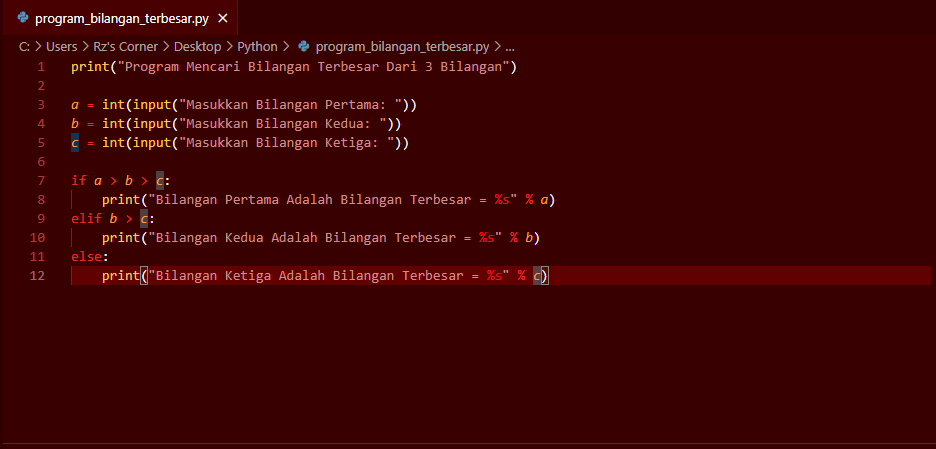 program_bilangan_terbesar.py ×
C: > Users > Rz's Corner > Desktop > Python > program_bilangan_terbesar.py > ...
1 print("Program Mencari Bilangan Terbesar Dari 3 Bilangan")
2
3 a = int(input("Masukkan Bilangan Pertama: "))
4 b = int(input("Masukkan Bilangan Kedua: "))
5 c = int(input("Masukkan Bilangan Ketiga: "))
6
7 if a > b > c:
8     print("Bilangan Pertama Adalah Bilangan Terbesar = %s" % a)
9 elif b > c:
10     print("Bilangan Kedua Adalah Bilangan Terbesar = %s" % b)
11 else:
12     print("Bilangan Ketiga Adalah Bilangan Terbesar = %s" % c)